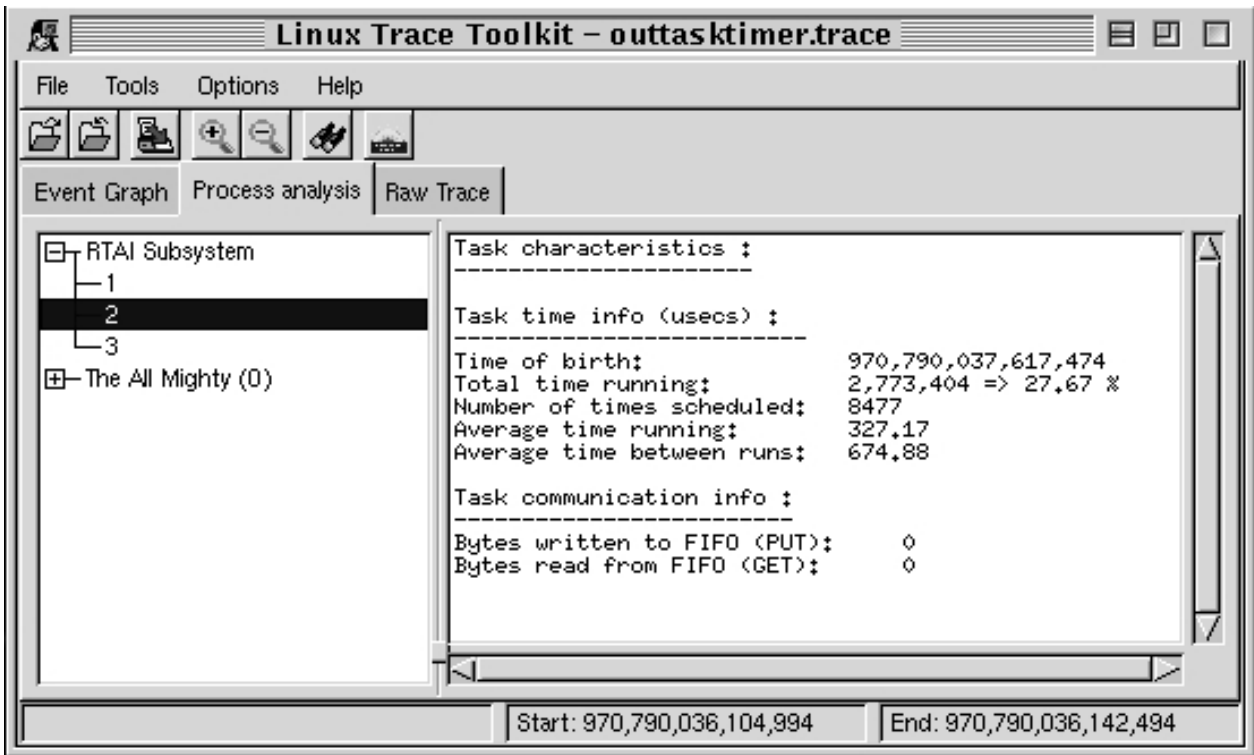 Linux Trace Toolkit – outtasktimer.trace
File Tools Options Help
Event Graph Process analysis Raw Trace
RTAI Subsystem
1
2
3
The All Mighty (0)
Task characteristics :
----------------------
Task time info (usecs) :
--------------------------
Time of birth: 970,790,037,617,474
Total time running: 2,773,404 => 27.67 %
Number of times scheduled: 8477
Average time running: 327.17
Average time between runs: 674.88
Task communication info :
-------------------------
Bytes written to FIFO (PUT): 0
Bytes read from FIFO (GET): 0
Start: 970,790,036,104,994 End: 970,790,036,142,494